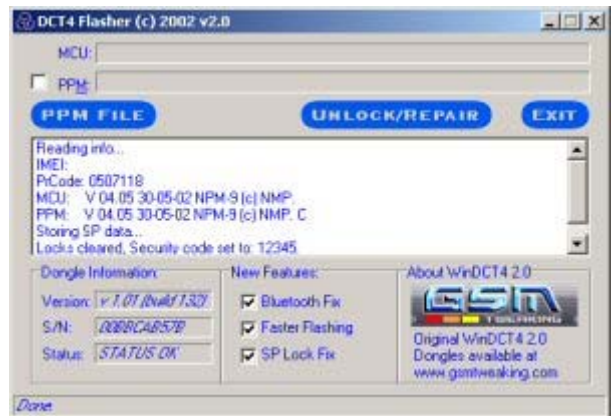 DCT4 Flasher (c) 2002 v2.0
MCU:
PPM:
PPM FILE
UNLOCK/REPAIR
EXIT
Reading info...
IMEI:
PrCode: 0507118
MCU: V 04.05 30-05-02 NPM-9 (c) NMP.
PPM: V 04.05 30-05-02 NPM-9 (c) NMP. C
Storing SP data...
Locks cleared, Security code set to: 12345.
Dongle Information:
Version: v 1.01 (build 132)
S/N: 00BBCAB57B
Status: STATUS OK
New Features:
Bluetooth Fix
Faster Flashing
SP Lock Fix
About WinDCT4 2.0
GSM
TWEAKING
Original WinDCT4 2.0
Dongles available at
www.gsmtweaking.com
Done